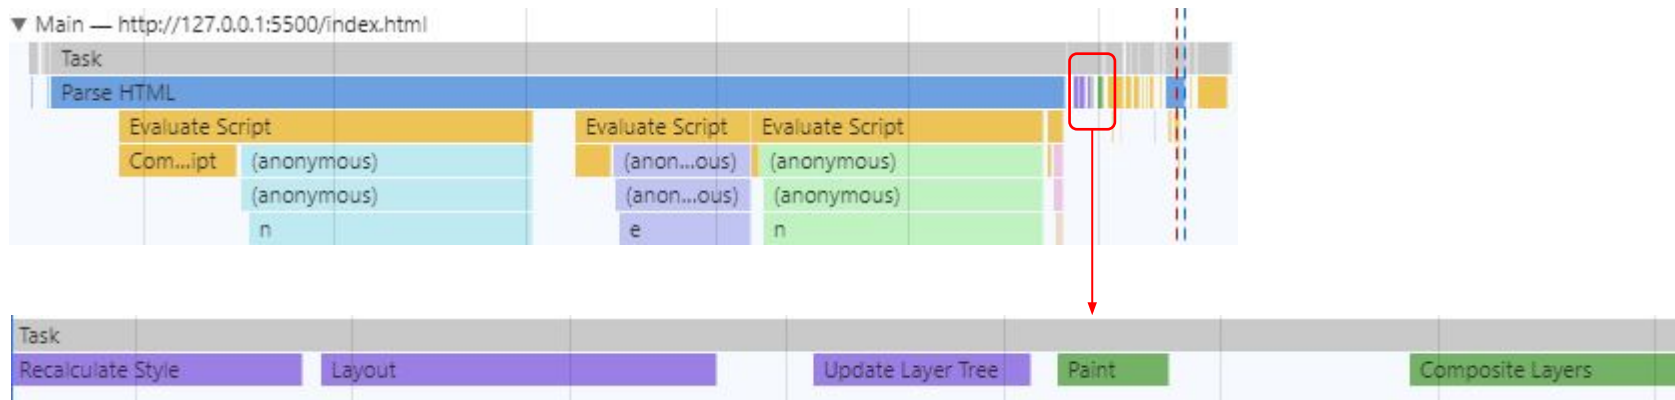 ▼ Main — http://127.0.0.1:5500/index.html
Task
Parse HTML
Evaluate Script Evaluate Script Evaluate Script
Com...ipt (anonymous) (anon...ous) (anonymous)
(anonymous) (anon...ous) (anonymous)
n e n
Task
Recalculate Style Layout Update Layer Tree Paint Composite Layers